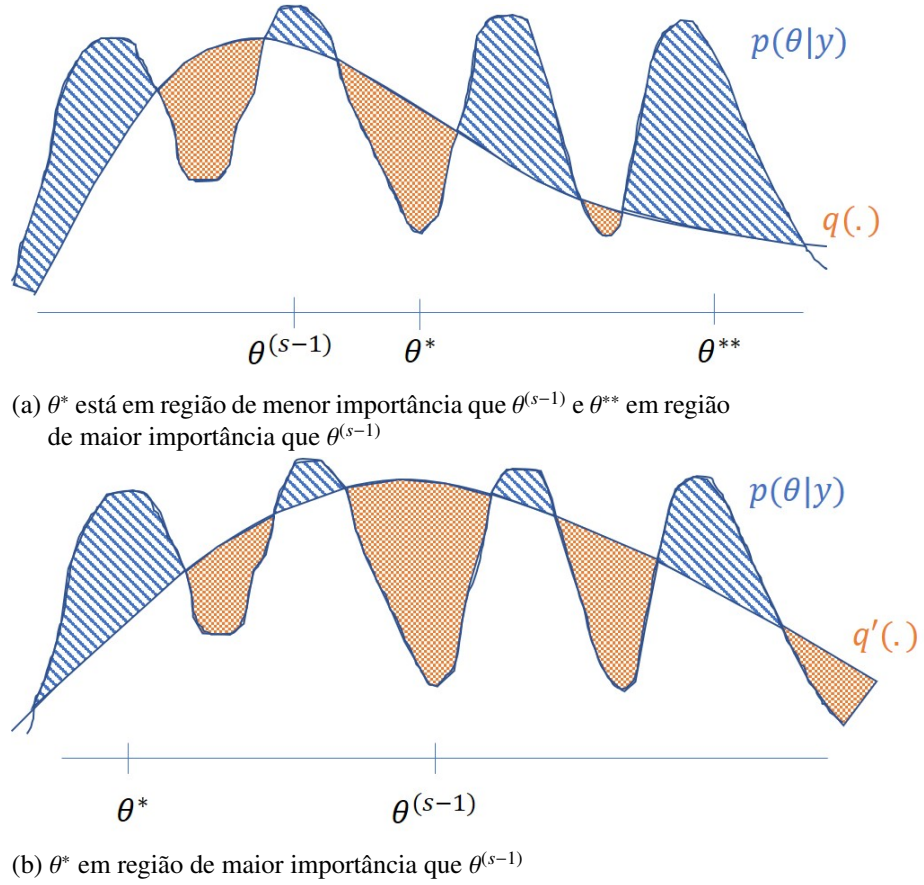 p(θ|y)
q(.)
θ^(s−1) θ* θ**
(a) θ* está em região de menor importância que θ^(s−1) e θ** em região
de maior importância que θ^(s−1)
p(θ|y)
q′(.)
θ* θ^(s−1)
(b) θ* em região de maior importância que θ^(s−1)